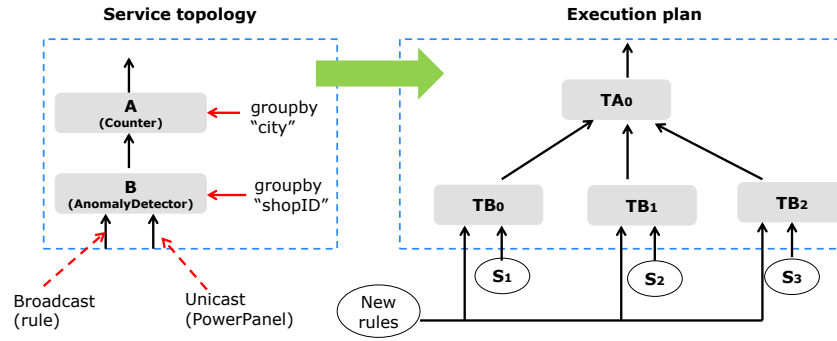 Service topology
Execution plan
A
(Counter)
groupby
“city”
B
(AnomalyDetector)
groupby
“shopID”
Broadcast
(rule)
Unicast
(PowerPanel)
TA0
TB0
TB1
TB2
S1
S2
S3
New
rules